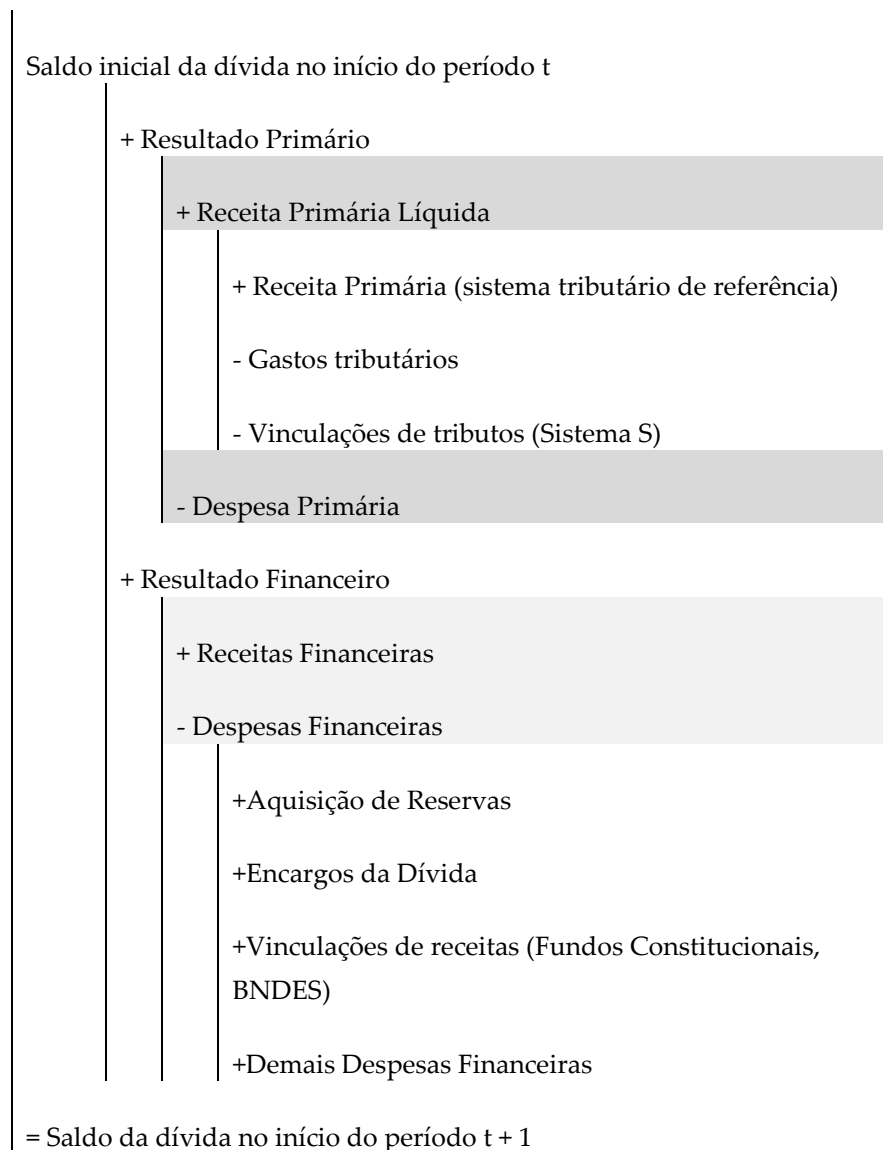 Saldo inicial da dívida no início do período t
+ Resultado Primário
+ Receita Primária Líquida
+ Receita Primária (sistema tributário de referência)
- Gastos tributários
- Vinculações de tributos (Sistema S)
- Despesa Primária
+ Resultado Financeiro
+ Receitas Financeiras
- Despesas Financeiras
+Aquisição de Reservas
+Encargos da Dívida
+Vinculações de receitas (Fundos Constitucionais,
BNDES)
+Demais Despesas Financeiras
= Saldo da dívida no início do período t + 1